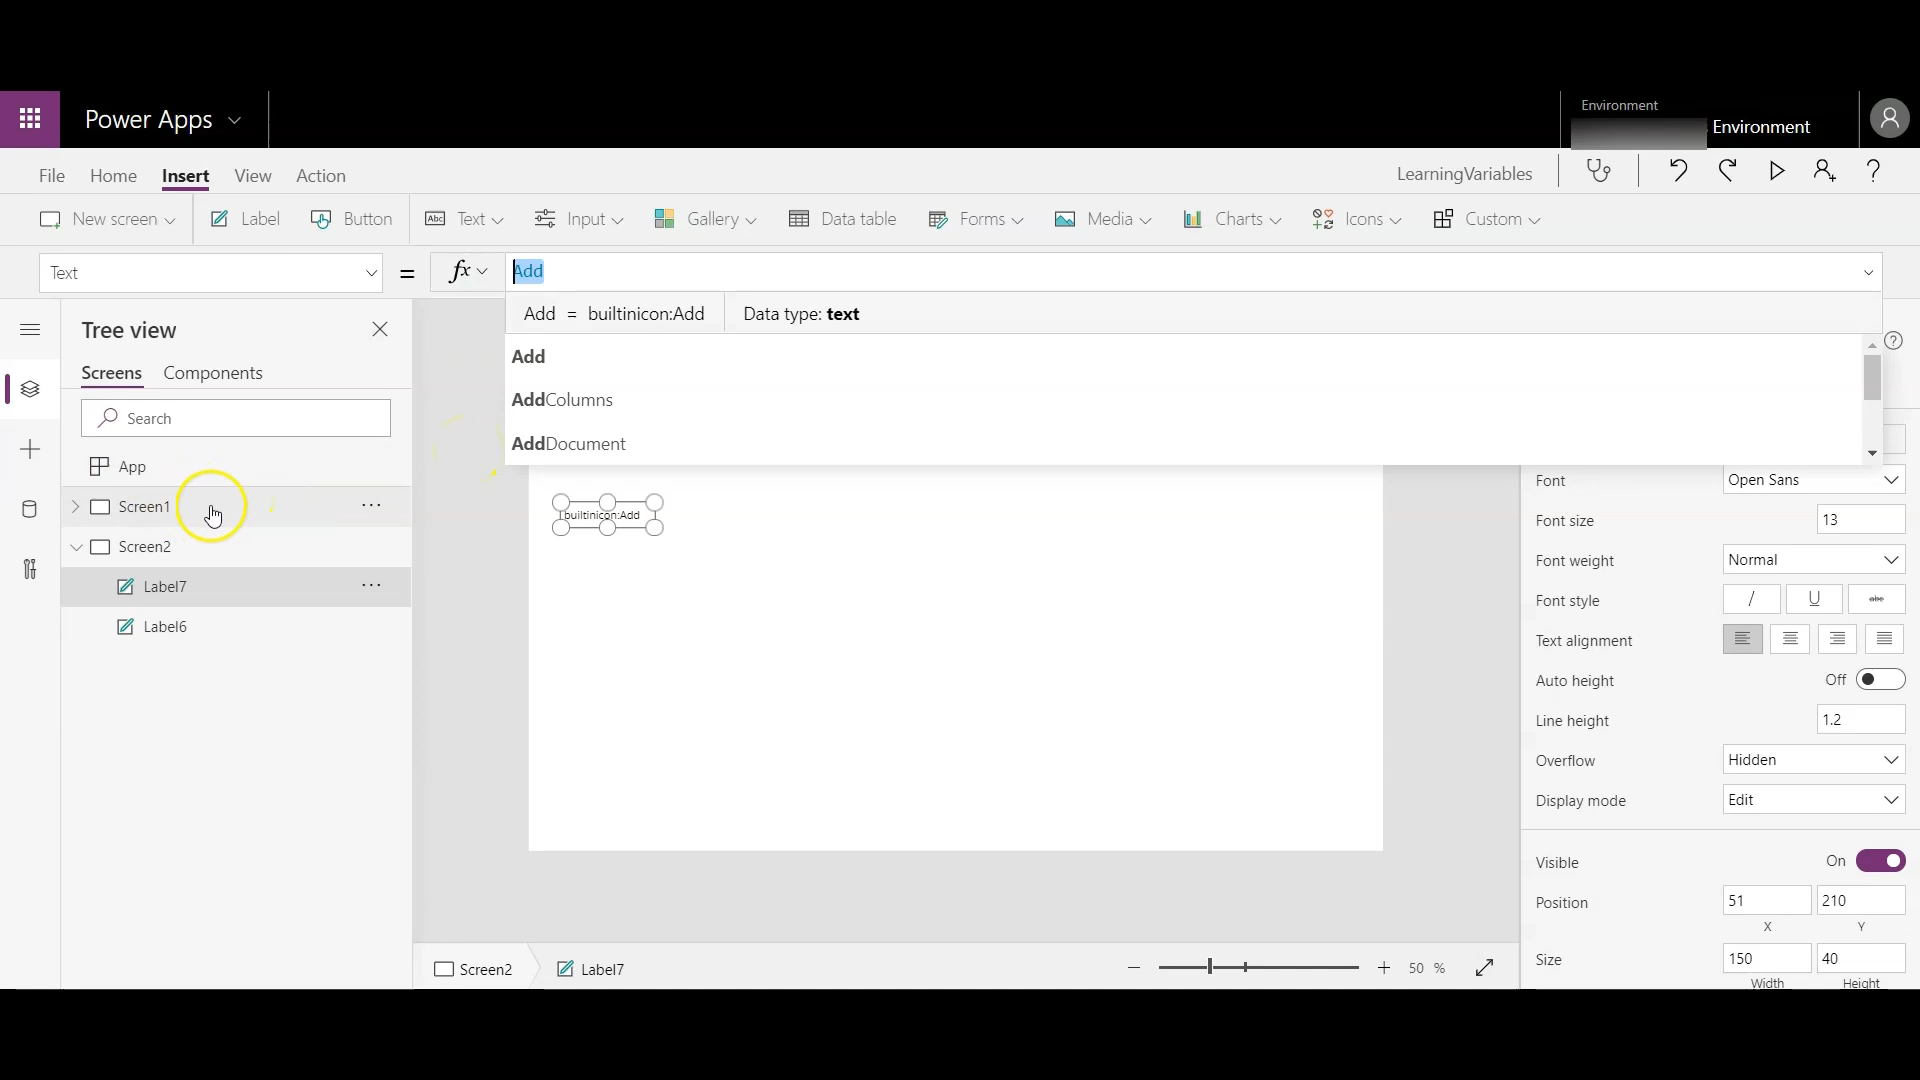 Power Apps
Environment
Environment
File Home Insert View Action
LearningVariables
New screen Label Button Text Input Gallery Data table Forms Media Charts Icons Custom
Text = fx Add
Add = builtinicon:Add Data type: text
Add
AddColumns
AddDocument
Tree view
Screens Components
Search
App
Screen1
Screen2
Label7
Label6
builtinicon:Add
Font Open Sans
Font size 13
Font weight Normal
Font style / U abc
Text alignment
Auto height Off
Line height 1.2
Overflow Hidden
Display mode Edit
Visible On
Position 51 210
X Y
Size 150 40
Width Height
Screen2 Label7 50 %